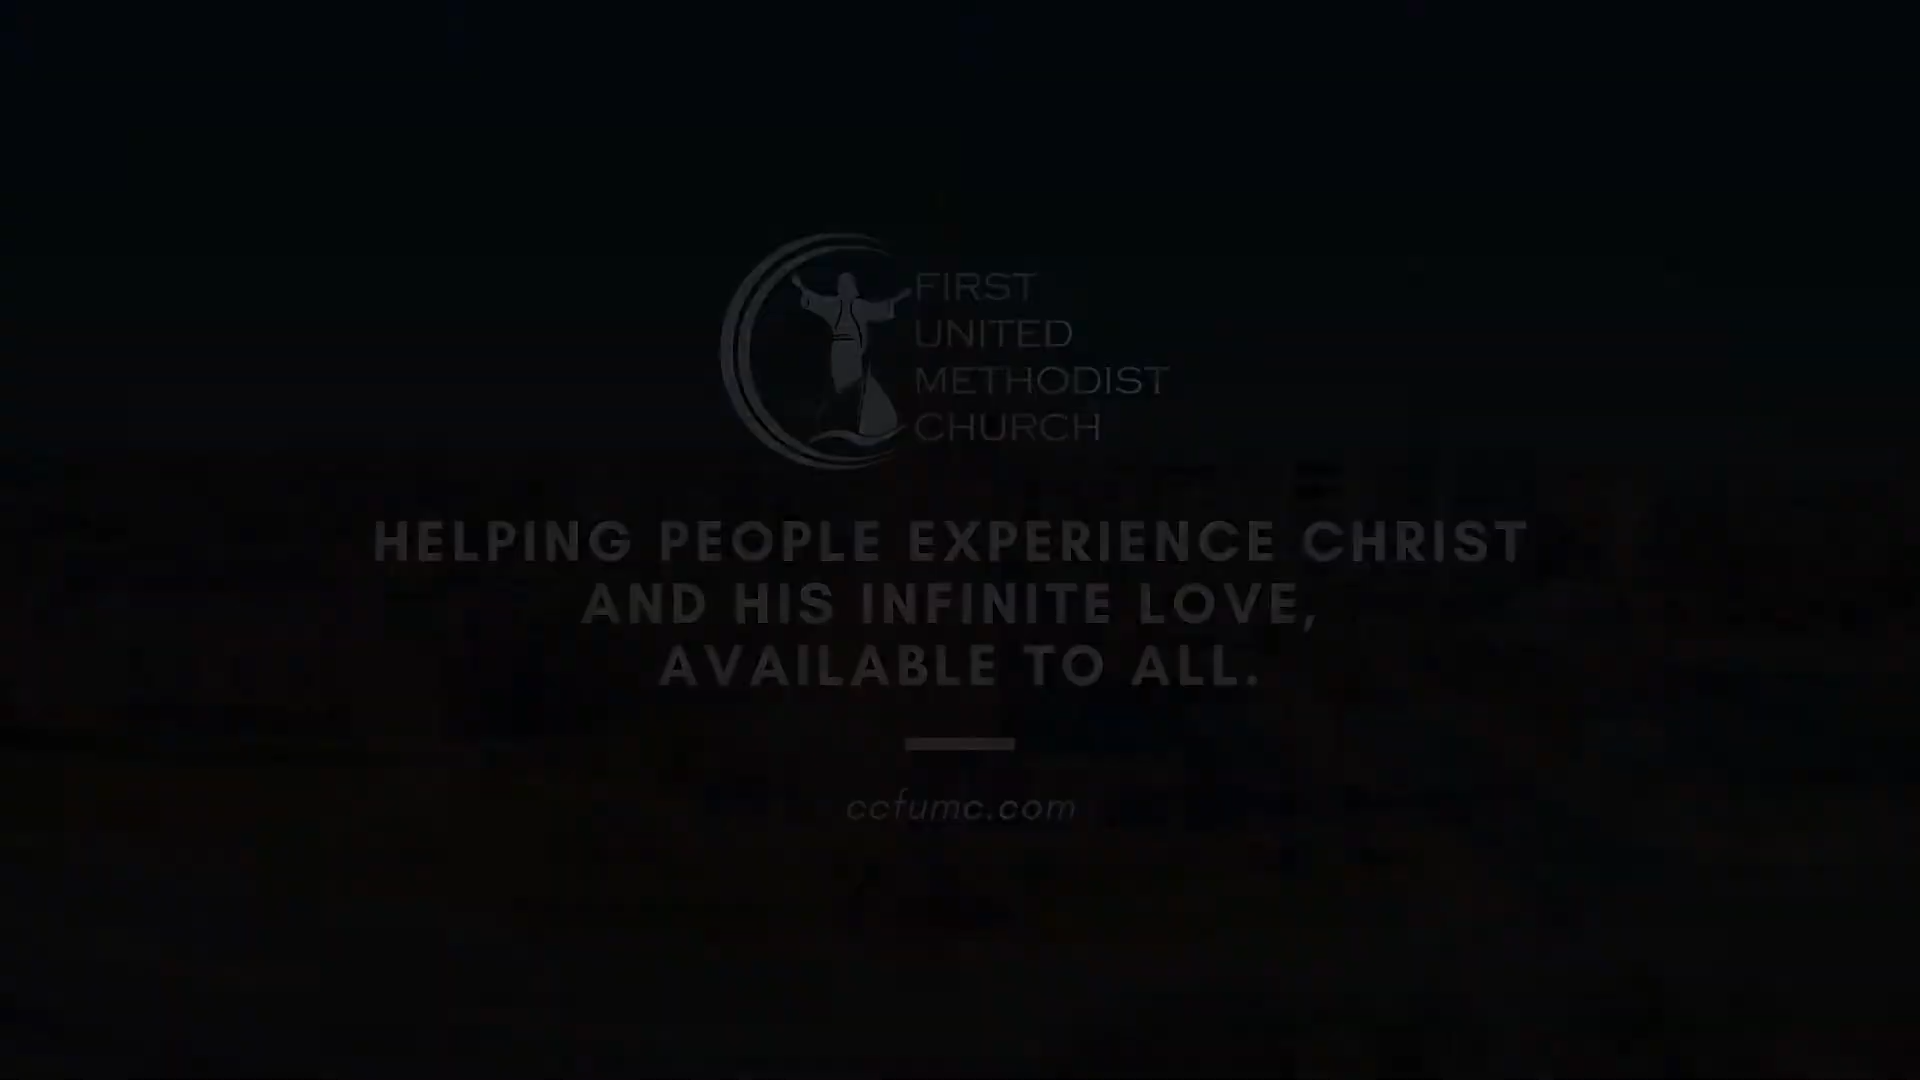 FIRST
UNITED
METHODIST
CHURCH
HELPING PEOPLE EXPERIENCE CHRIST
AND HIS INFINITE LOVE,
AVAILABLE TO ALL.
ccfumc.com